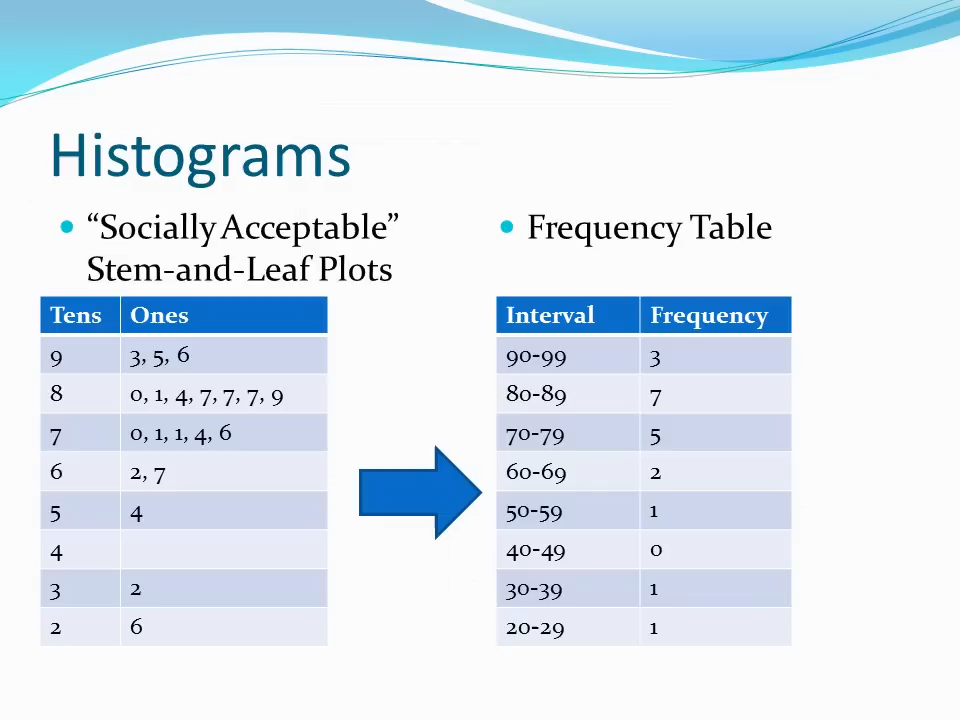 Histograms
• “Socially Acceptable”
Stem-and-Leaf Plots
Tens Ones
9 3, 5, 6
8 0, 1, 4, 7, 7, 7, 9
7 0, 1, 1, 4, 6
6 2, 7
5 4
4
3 2
2 6
• Frequency Table
Interval Frequency
90-99 3
80-89 7
70-79 5
60-69 2
50-59 1
40-49 0
30-39 1
20-29 1